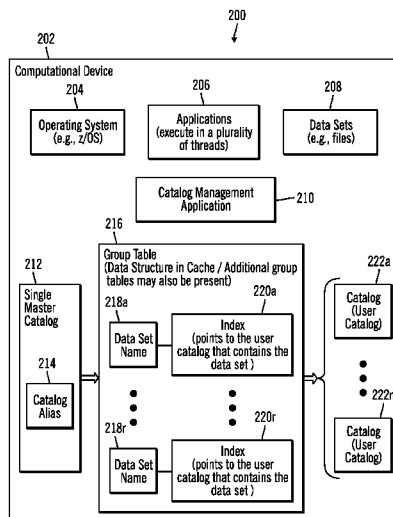 200
202
Computational Device
204
Operating System
(e.g., z/OS)
206
Applications
(execute in a plurality
of threads)
208
Data Sets
(e.g., files)
Catalog Management
Application
210
212
Single
Master
Catalog
214
Catalog
Alias
216
Group Table
(Data Structure in Cache / Additional group
tables may also be present)
218a
Data Set
Name
220a
Index
(points to the user
catalog that contains the
data set )
222a
Catalog
(User
Catalog)
218r
Data Set
Name
220r
Index
(points to the user
catalog that contains the
data set )
222n
Catalog
(User
Catalog)